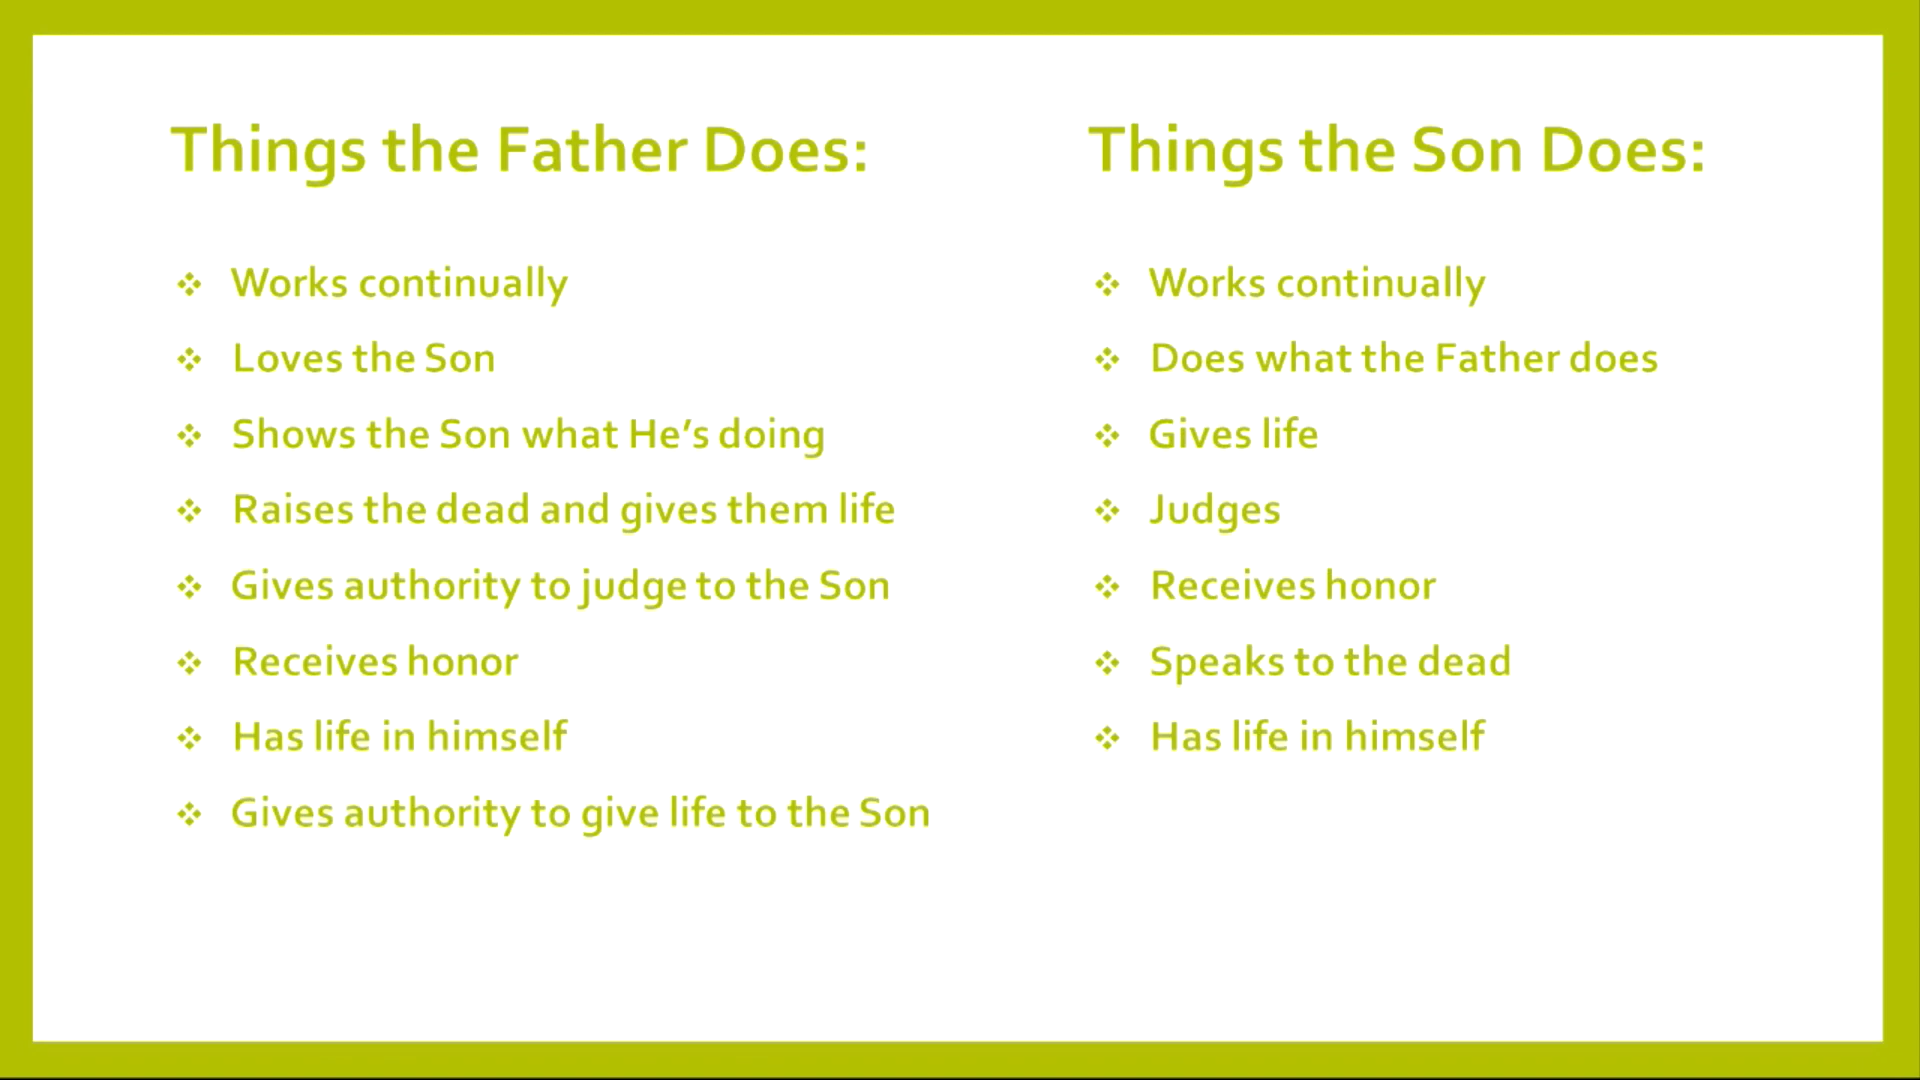 Things the Father Does:
❖ Works continually
❖ Loves the Son
❖ Shows the Son what He’s doing
❖ Raises the dead and gives them life
❖ Gives authority to judge to the Son
❖ Receives honor
❖ Has life in himself
❖ Gives authority to give life to the Son
Things the Son Does:
❖ Works continually
❖ Does what the Father does
❖ Gives life
❖ Judges
❖ Receives honor
❖ Speaks to the dead
❖ Has life in himself